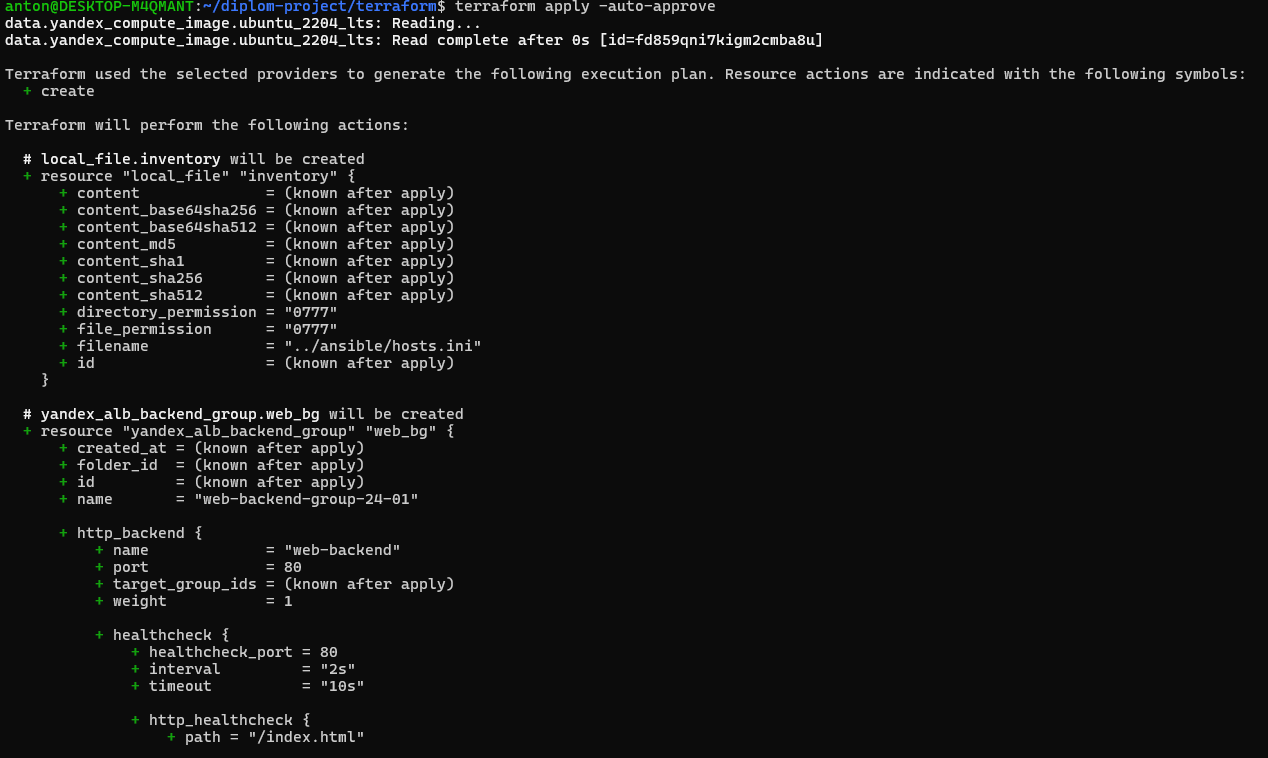 anton@DESKTOP-M4QMANT:~/diplom-project/terraform$ terraform apply -auto-approve
data.yandex_compute_image.ubuntu_2204_lts: Reading...
data.yandex_compute_image.ubuntu_2204_lts: Read complete after 0s [id=fd859qni7kigm2cmba8u]

Terraform used the selected providers to generate the following execution plan. Resource actions are indicated with the following symbols:
  + create

Terraform will perform the following actions:

  # local_file.inventory will be created
  + resource "local_file" "inventory" {
      + content              = (known after apply)
      + content_base64sha256 = (known after apply)
      + content_base64sha512 = (known after apply)
      + content_md5          = (known after apply)
      + content_sha1         = (known after apply)
      + content_sha256       = (known after apply)
      + content_sha512       = (known after apply)
      + directory_permission = "0777"
      + file_permission      = "0777"
      + filename             = "../ansible/hosts.ini"
      + id                   = (known after apply)
    }

  # yandex_alb_backend_group.web_bg will be created
  + resource "yandex_alb_backend_group" "web_bg" {
      + created_at = (known after apply)
      + folder_id  = (known after apply)
      + id         = (known after apply)
      + name       = "web-backend-group-24-01"

      + http_backend {
          + name             = "web-backend"
          + port             = 80
          + target_group_ids = (known after apply)
          + weight           = 1

          + healthcheck {
              + healthcheck_port = 80
              + interval         = "2s"
              + timeout          = "10s"

              + http_healthcheck {
                  + path = "/index.html"